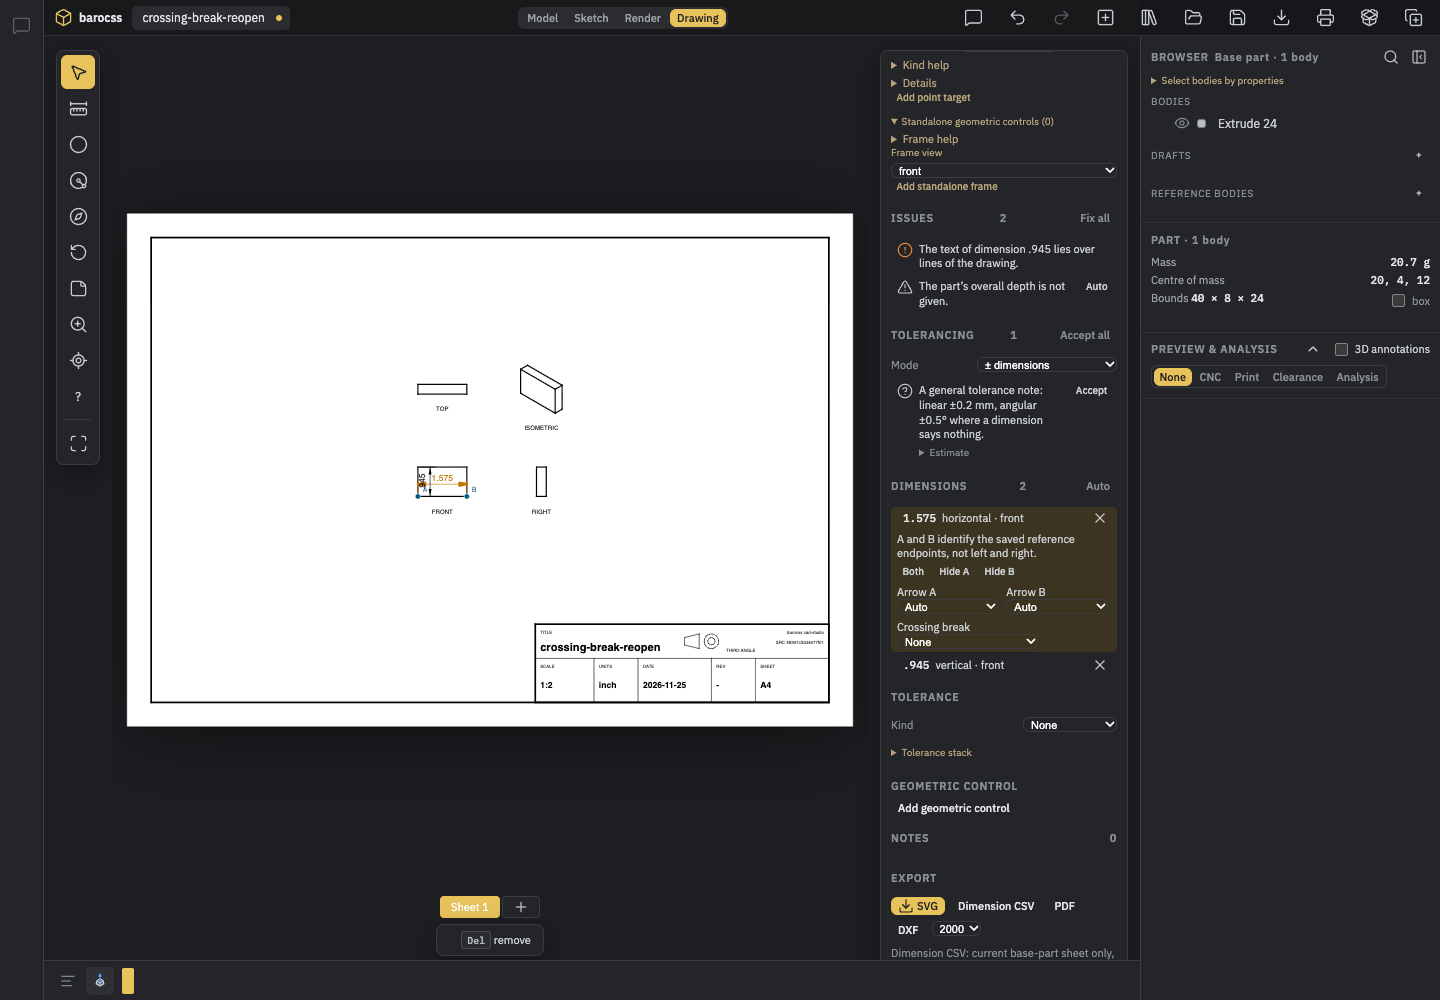 barocss
crossing-break-reopen
Model
Sketch
Render
Drawing
?
TOP
ISOMETRIC
1.575
A
B
FRONT
RIGHT
TITLE
crossing-break-reopen
THIRD ANGLE
barocss cad-studio
SCALE
UNITS
DATE
REV
SHEET
1:2
inch
2026-11-25
-
A4
Sheet 1
Del remove
Kind help
Details
Add point target
Standalone geometric controls (0)
Frame help
Frame view
front
Add standalone frame
ISSUES 2 Fix all
The text of dimension .945 lies over
lines of the drawing.
The part's overall depth is not Auto
given.
TOLERANCING 1 Accept all
Mode ± dimensions
A general tolerance note: Accept
linear ±0.2 mm, angular
±0.5° where a dimension
says nothing.
Estimate
DIMENSIONS 2 Auto
1.575 horizontal · front
A and B identify the saved reference
endpoints, not left and right.
Both Hide A Hide B
Arrow A Arrow B
Auto Auto
Crossing break
None
.945 vertical · front
TOLERANCE
Kind None
Tolerance stack
GEOMETRIC CONTROL
Add geometric control
NOTES 0
EXPORT
SVG Dimension CSV PDF
DXF 2000
Dimension CSV: current base-part sheet only,
BROWSER Base part · 1 body
Select bodies by properties
BODIES
Extrude 24
DRAFTS +
REFERENCE BODIES +
PART · 1 body
Mass 20.7 g
Centre of mass 20, 4, 12
Bounds 40 × 8 × 24 box
PREVIEW & ANALYSIS 3D annotations
None CNC Print Clearance Analysis